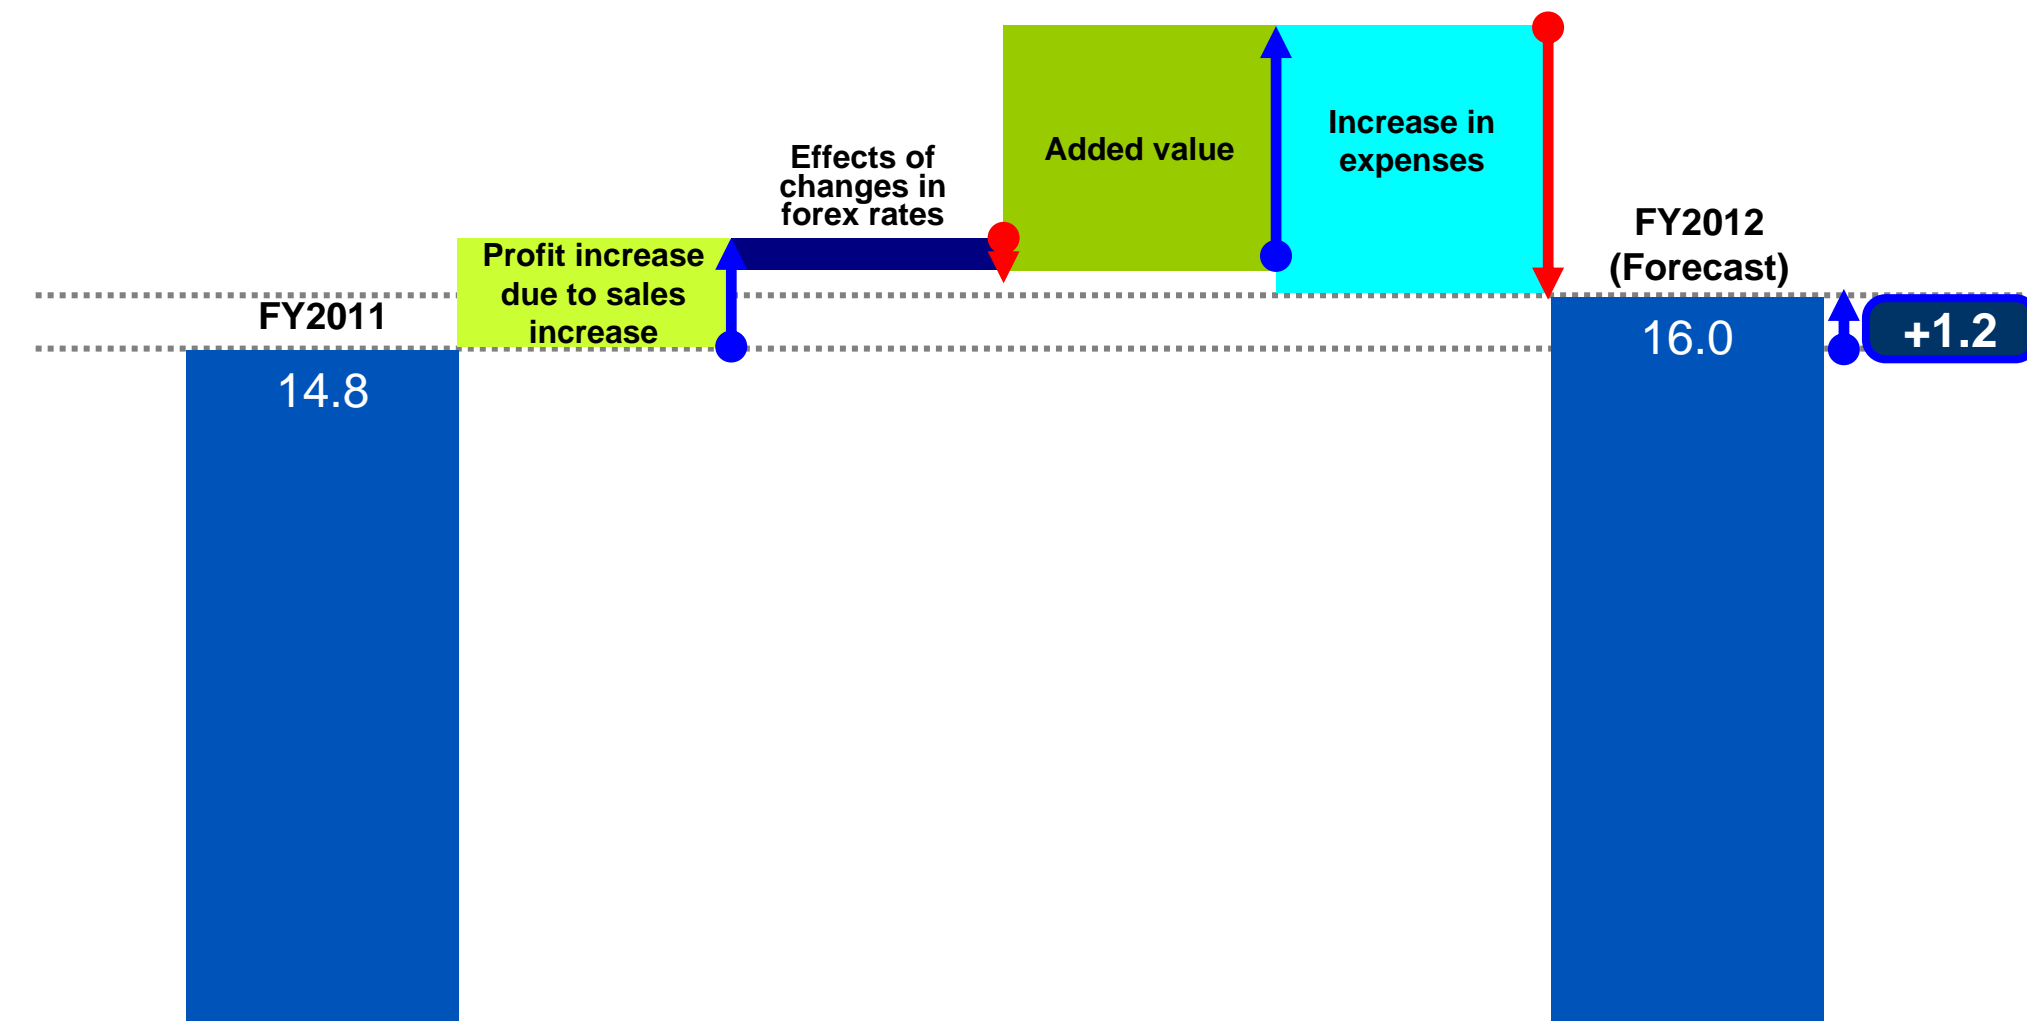 FY2011
14.8
Profit increase
due to sales
increase
Effects of
changes in
forex rates
Added value
Increase in
expenses
FY2012
(Forecast)
16.0
+1.2